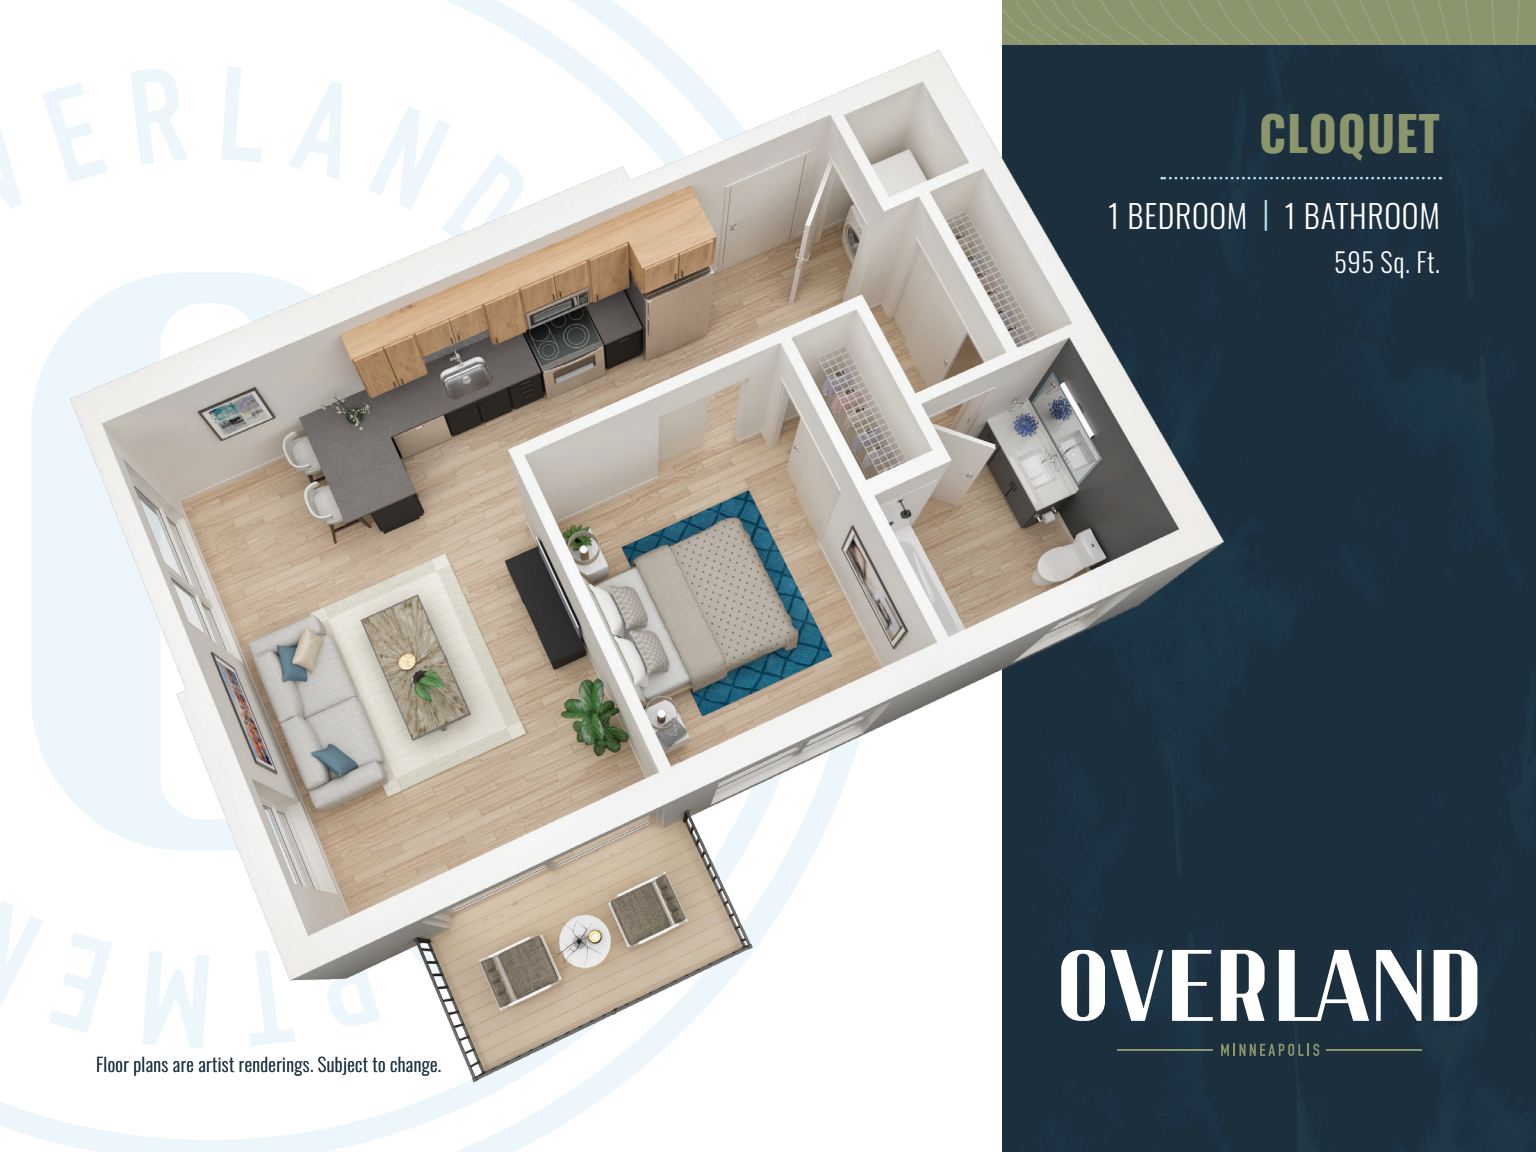 CLOQUET
1 BEDROOM | 1 BATHROOM
595 Sq. Ft.
OVERLAND
MINNEAPOLIS
Floor plans are artist renderings. Subject to change.